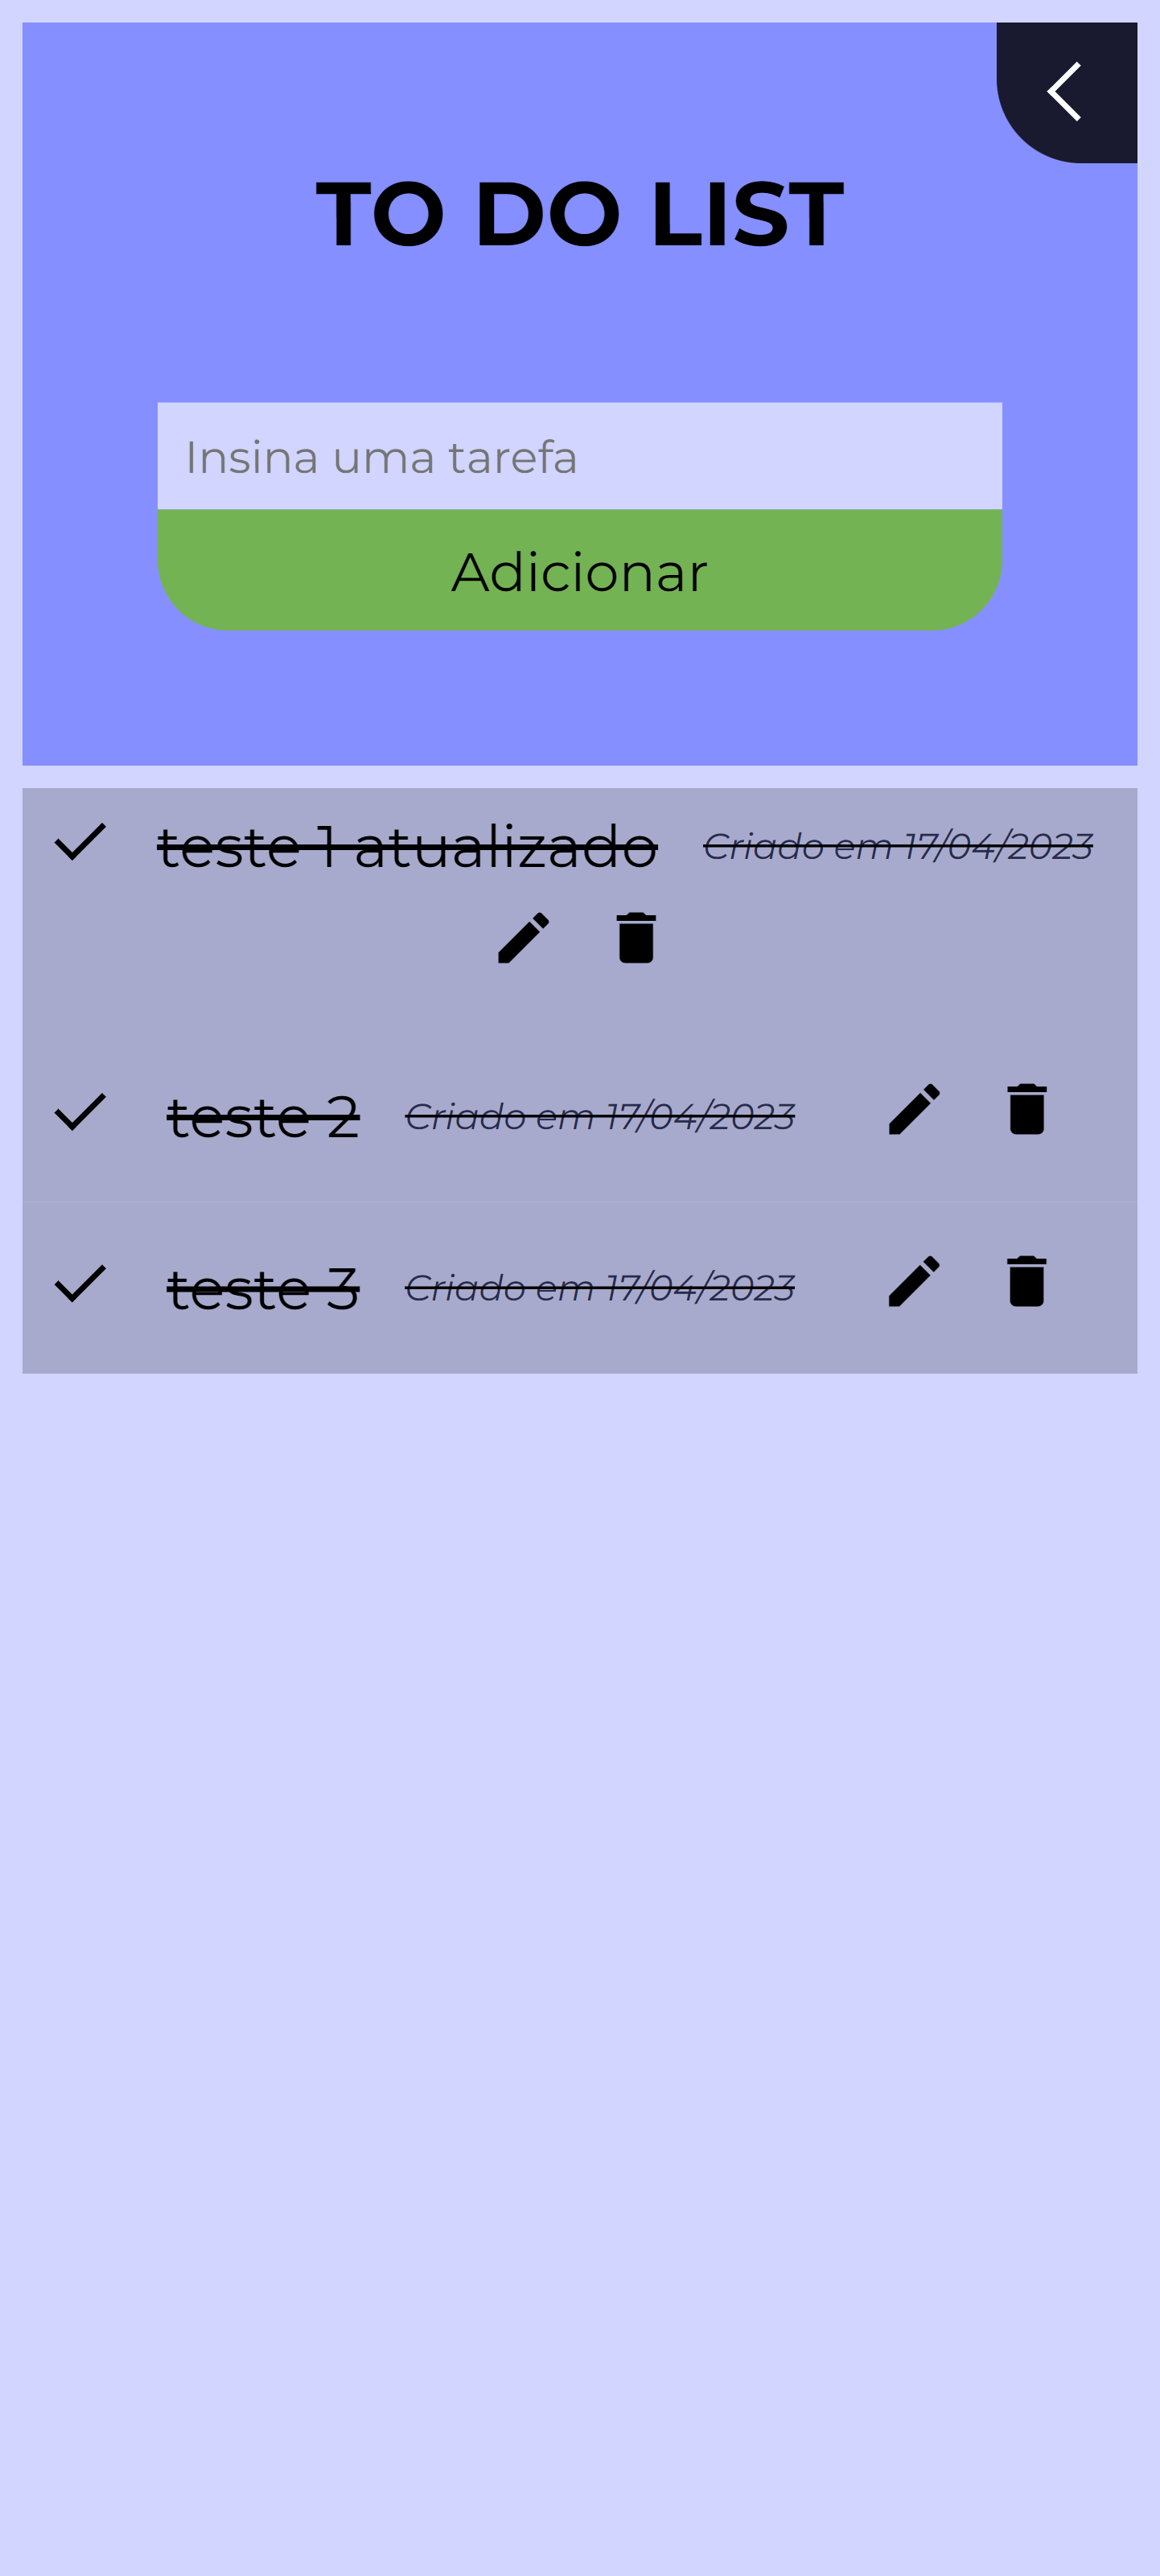 TO DO LIST
Insina uma tarefa
Adicionar
teste 1 atualizado Criado em 17/04/2023
teste 2 Criado em 17/04/2023
teste 3 Criado em 17/04/2023